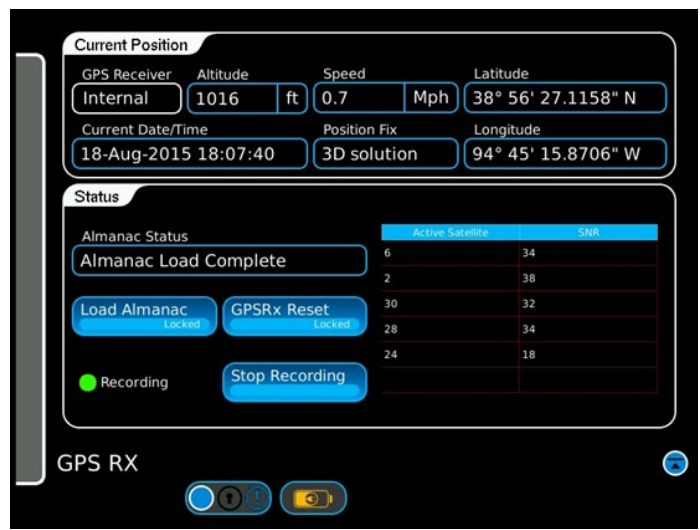 Current Position
GPS Receiver Altitude Speed Latitude
Internal 1016 ft 0.7 Mph 38° 56' 27.1158" N
Current Date/Time Position Fix Longitude
18-Aug-2015 18:07:40 3D solution 94° 45' 15.8706" W
Status
Almanac Status
Almanac Load Complete
Active Satellite SNR
6 34
2 38
30 32
28 34
24 18
Load Almanac
Locked
GPSRx Reset
Locked
Recording
Stop Recording
GPS RX